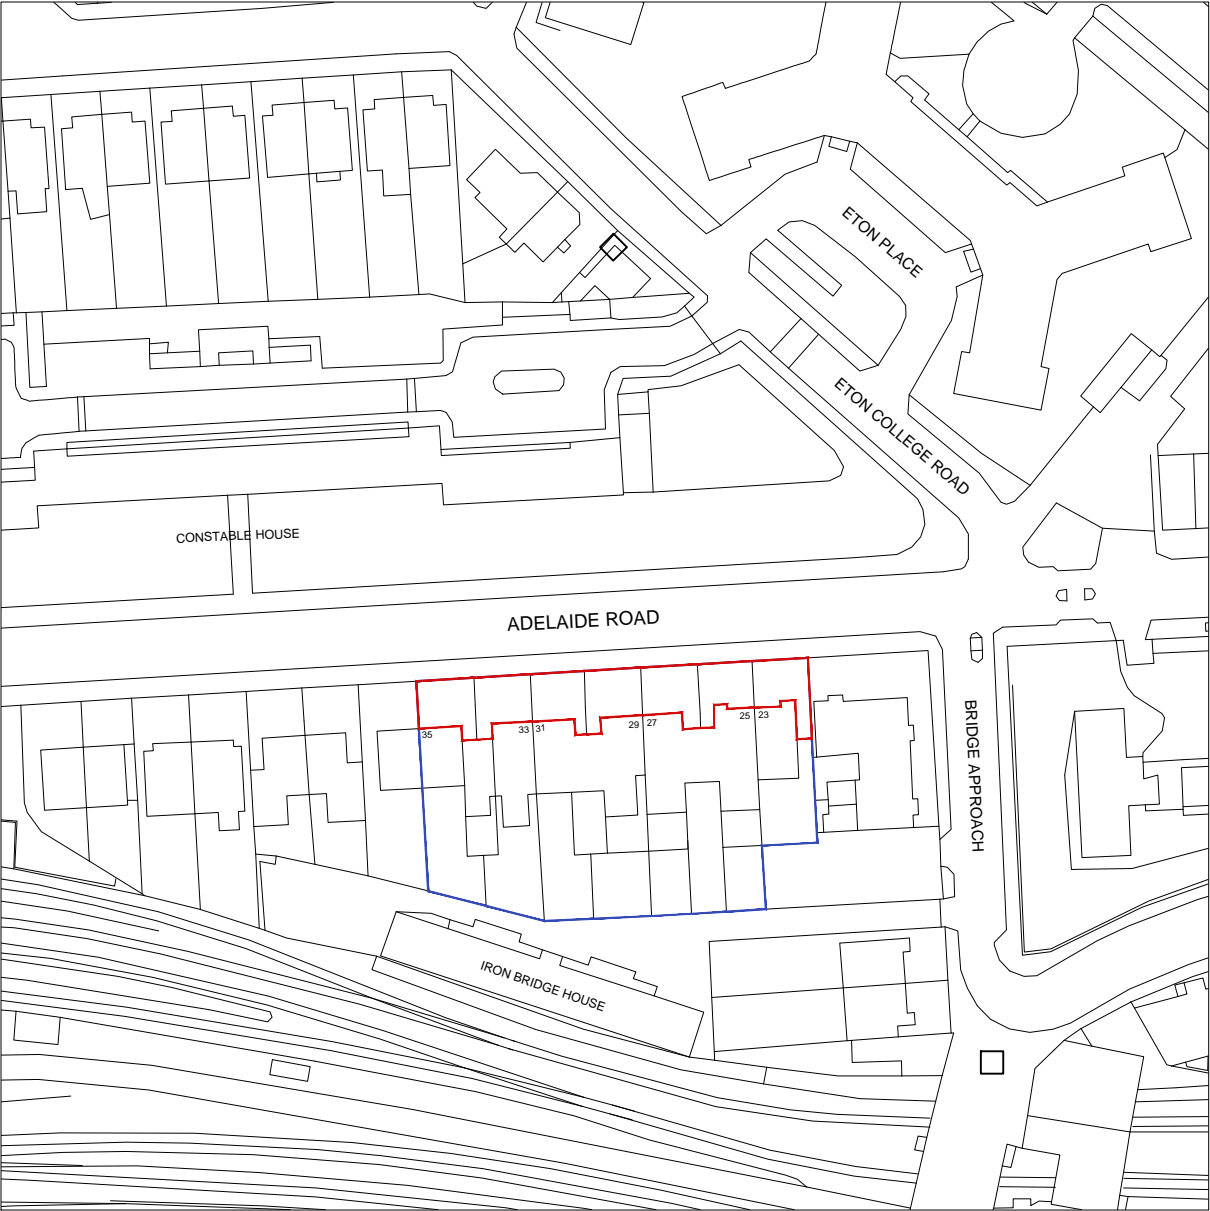 ETON PLACE
ETON COLLEGE ROAD
CONSTABLE HOUSE
ADELAIDE ROAD
35
33
31
29
27
25
23
BRIDGE APPROACH
IRON BRIDGE HOUSE